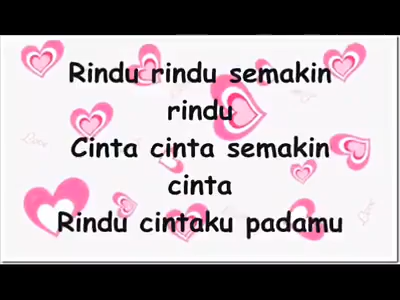 Rindu rindu semakin
rindu
Cinta cinta semakin
cinta
Rindu cintaku padamu